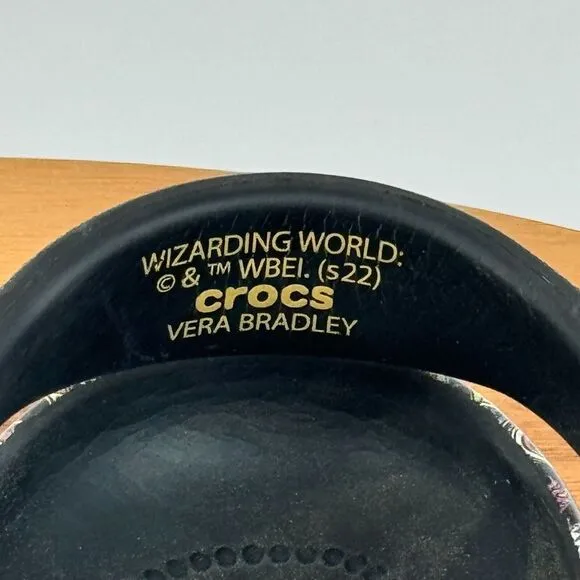 WIZARDING WORLD:
© & ™ WBEI. (s22)
crocs
VERA BRADLEY